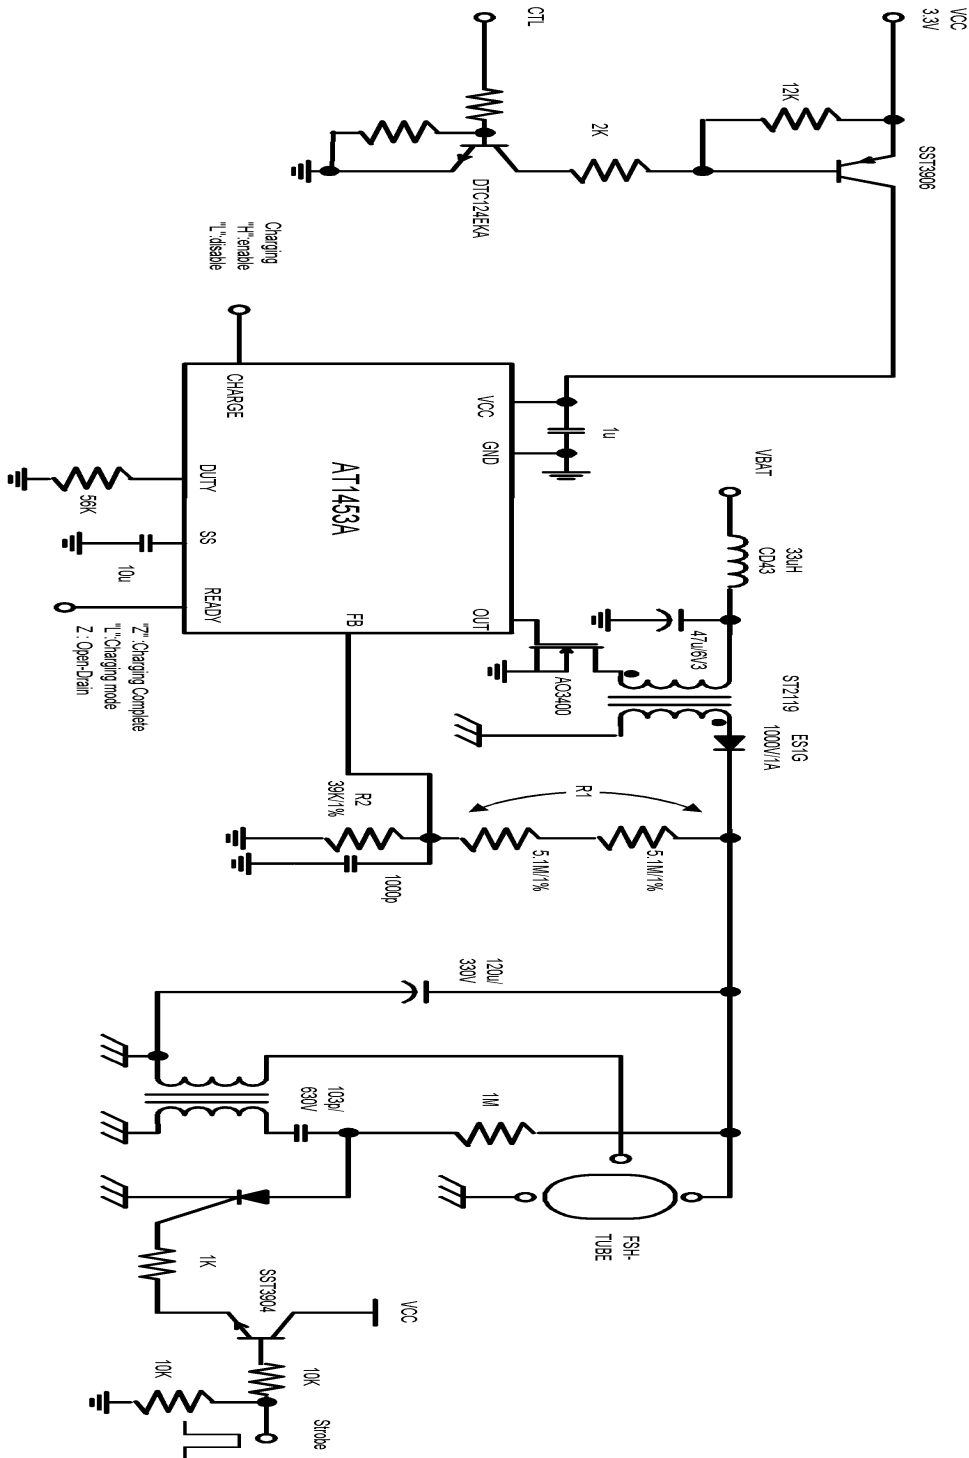 VCC
3.3V
CTL
12K
2K
SST3906
DTC124EKA
Charging
"H":enable
"L":disable
CHARGE
VCC
GND
1u
AT1453A
DUTY
SS
READY
FB
OUT
56K
10u
"Z":Charging Complete
"L":Charging mode
Z : Open-Drain
VBAT
33uH
CD43
47u/6V3
AO3400
ST2119
ES1G
1000V/1A
R1
R2
39K/1%
5.1M/1%
5.1M/1%
1000p
120u/
330V
103p/
630V
1M
FSH-
TUBE
1K
SST3904
VCC
10K
10K
Strobe